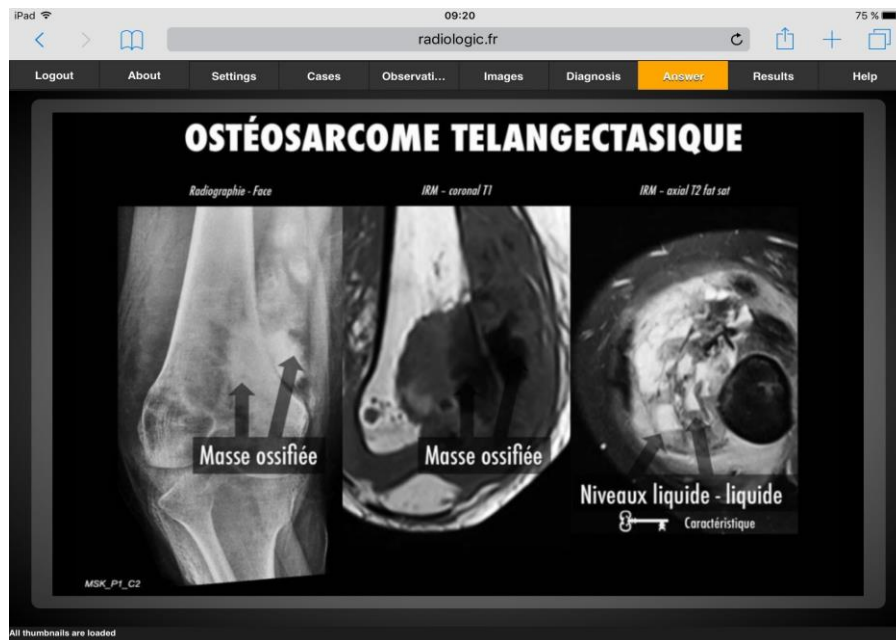 iPad 09:20 75 %
radiologic.fr
Logout About Settings Cases Observati... Images Diagnosis Answer Results Help
OSTÉOSARCOME TELANGECTASIQUE
Radiographie - Face IRM - coronal T1 IRM - axial T2 fat sat
Masse ossifiée Masse ossifiée
Niveaux liquide - liquide
Caractéristique
MSK_P1_C2
All thumbnails are loaded